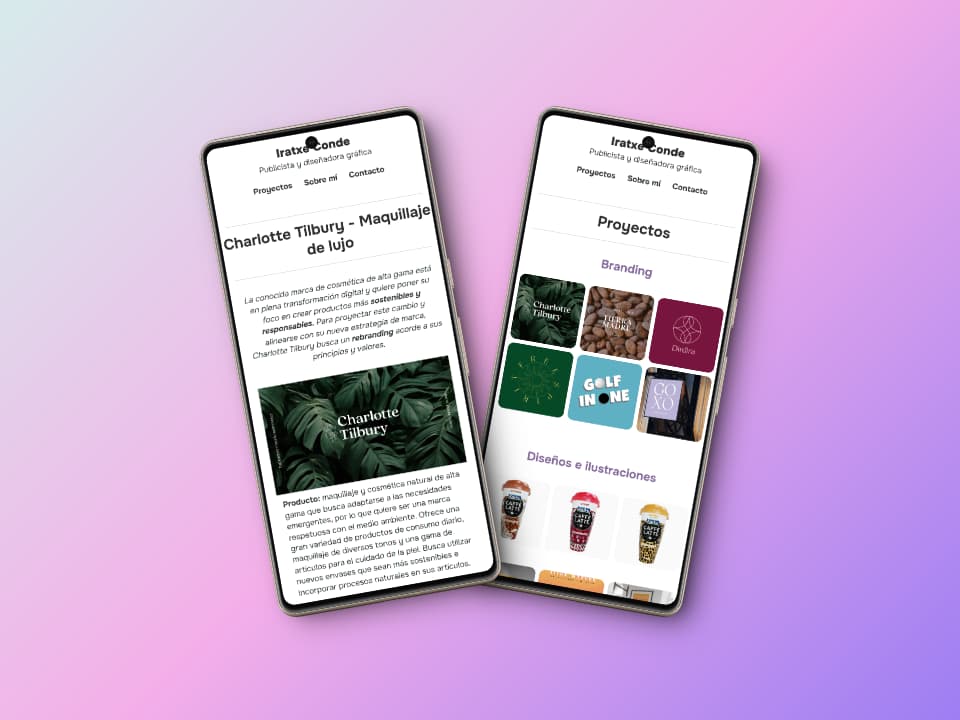 Iratxe Conde
Publicista y diseñadora gráfica
Proyectos Sobre mí Contacto
Charlotte Tilbury - Maquillaje
de lujo
La conocida marca de cosmética de alta gama está
en plena transformación digital y quiere poner su
foco en crear productos más sostenibles y
responsables. Para proyectar este cambio y
alinearse con su nueva estrategia de marca,
Charlotte Tilbury busca un rebranding acorde a sus
principios y valores.
Charlotte
Tilbury
Producto: maquillaje y cosmética natural de alta
gama que busca adaptarse a las necesidades
emergentes, por lo que quiere ser una marca
respetuosa con el medio ambiente. Ofrece una
gran variedad de productos de consumo diario,
maquillaje de diversos tonos y una gama de
artículos para el cuidado de la piel. Busca utilizar
nuevos envases que sean más sostenibles e
incorporar procesos naturales en sus artículos.
Iratxe Conde
Publicista y diseñadora gráfica
Proyectos Sobre mí Contacto
Proyectos
Branding
Charlotte
Tilbury
TIERRA
MADRE
GOLF
IN ONE
GO
XO
Diseños e ilustraciones
CAFFÈ
LATTE
CAFFÈ
LATTE
CAFFÈ
LATTE